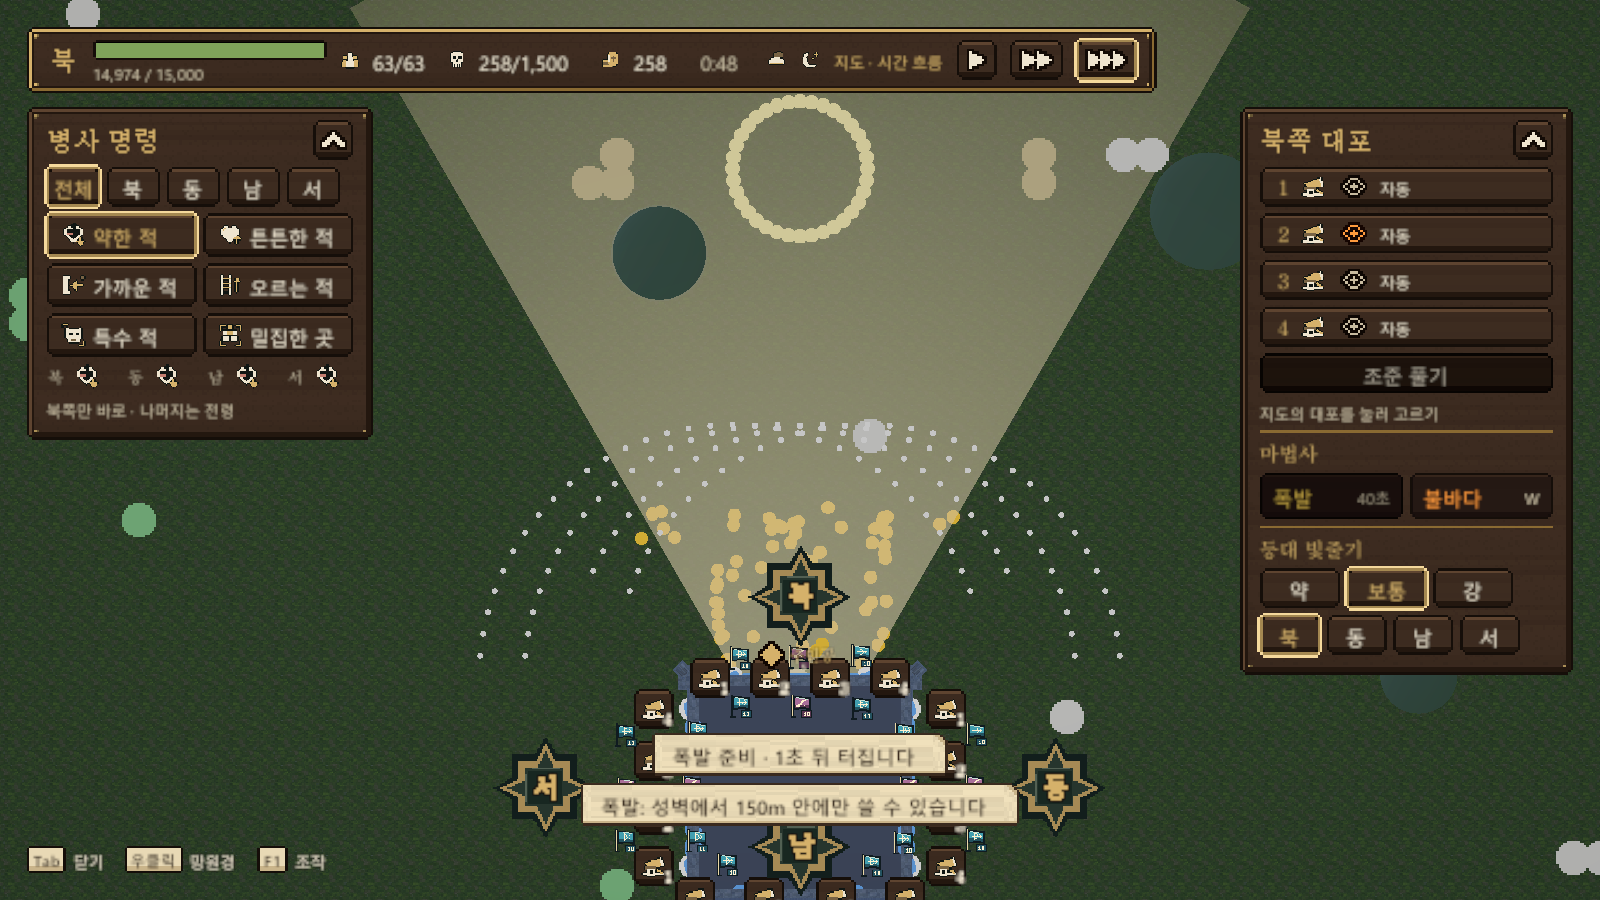 북
14,974 / 15,000
63/63
258/1,500
258
0:48
지도 · 시간 흐름
병사 명령
전체 북 동 남 서
약한 적 튼튼한 적
가까운 적 오르는 적
특수 적 밀집한 곳
북 동 남 서
북쪽만 바로 · 나머지는 전령
북쪽 대포
1 자동
2 자동
3 자동
4 자동
조준 풀기
지도의 대포를 눌러 고르기
마법사
폭발 40초 불바다 W
등대 빛줄기
약 보통 강
북 동 남 서
북
서
동
남
폭발 준비 · 1초 뒤 터집니다
폭발: 성벽에서 150m 안에만 쓸 수 있습니다
Tab 닫기 우클릭 망원경 F1 조작